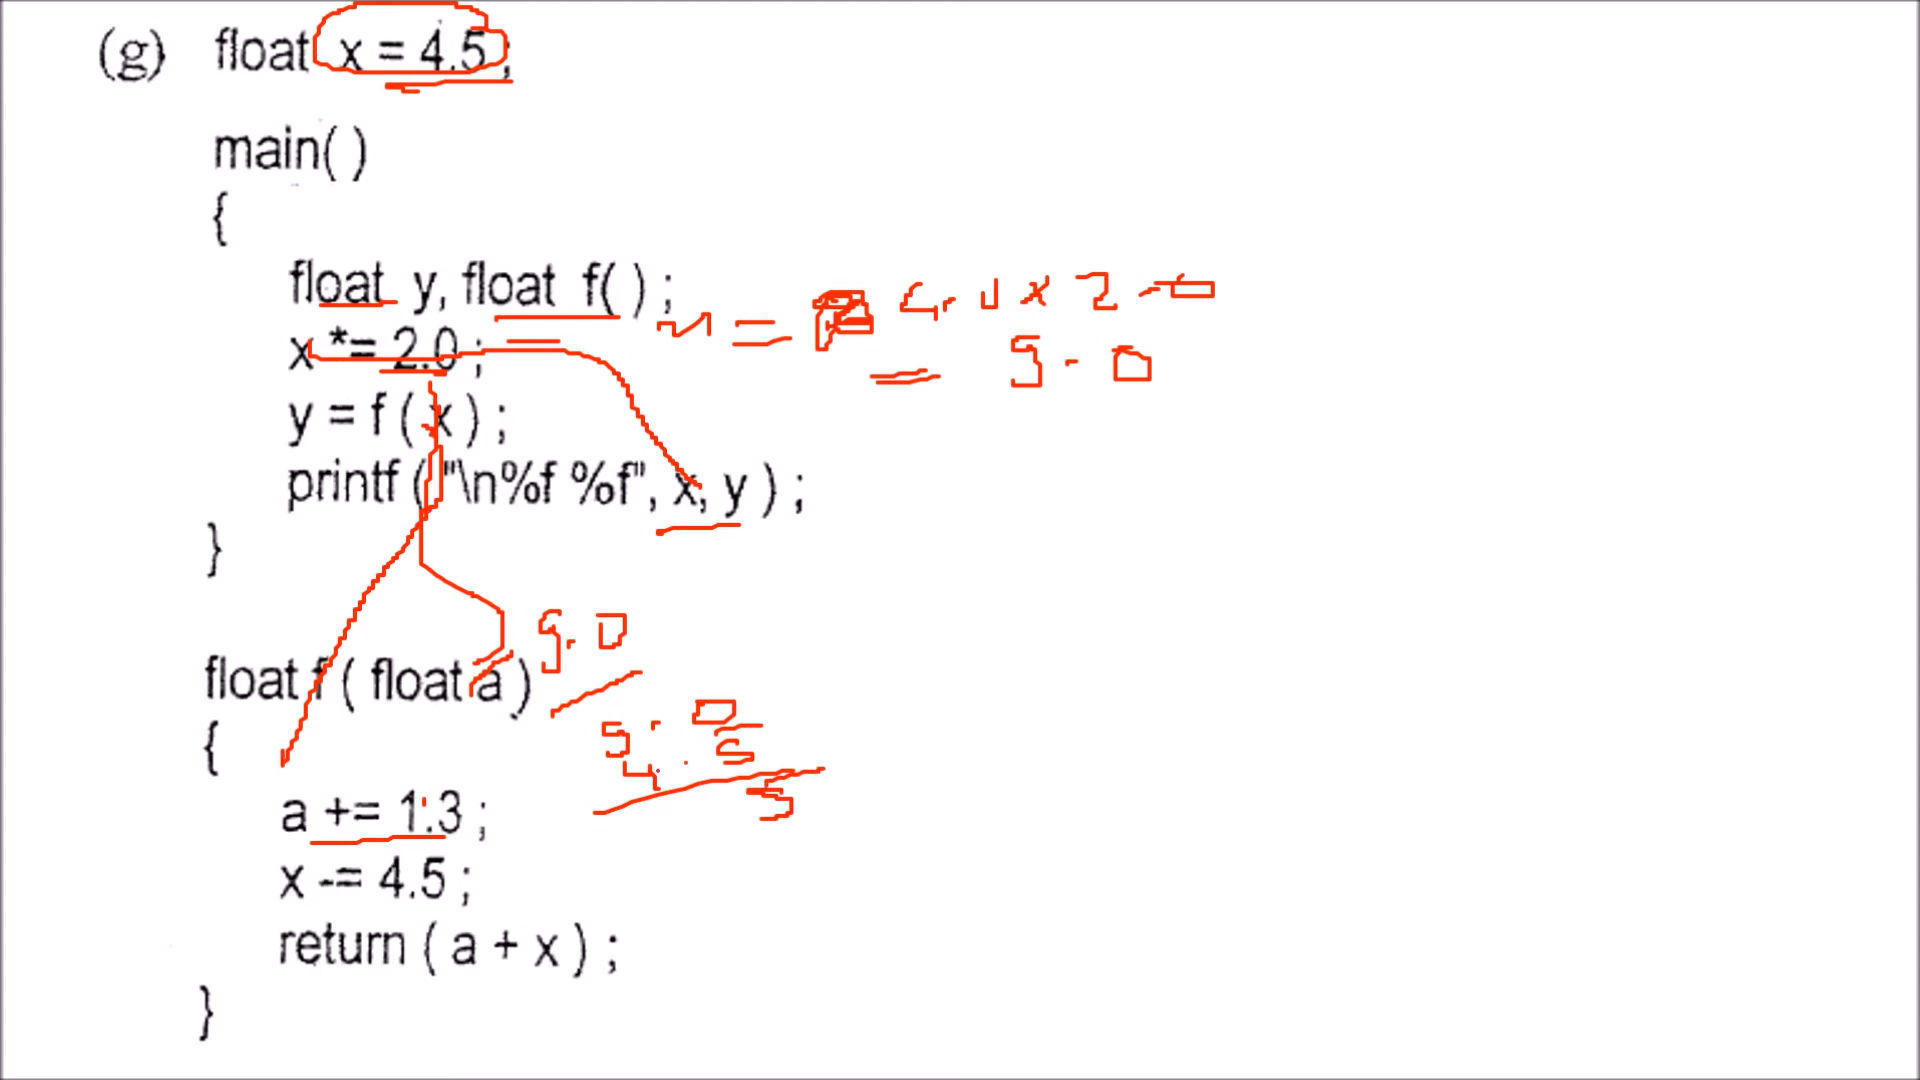 (g) float x = 4.5 ;
main( )
{
float y, float f( ) ;
x *= 2.0 ;
y = f ( x ) ;
printf ( "\n%f %f", x, y ) ;
}
float f ( float a )
{
a += 1.3 ;
x -= 4.5 ;
return ( a + x ) ;
}